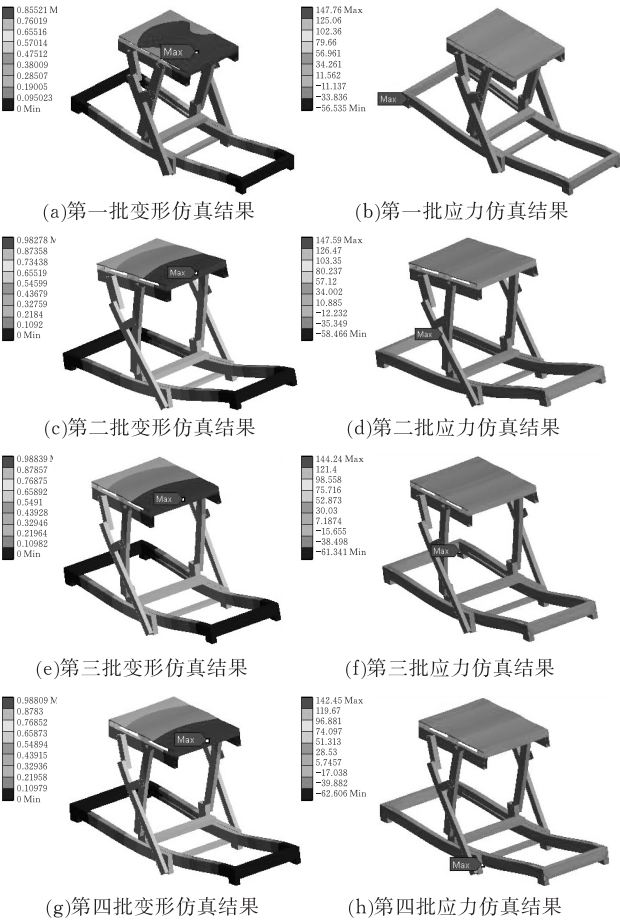 0.85521 M
0.76019
0.65516
0.57014
0.47512
0.38009
0.28507
0.19005
0.095023
0 Min
Max
147.76 Max
125.06
102.36
79.66
56.961
34.261
11.562
−11.137
−33.836
−56.535 Min
Max
(a)第一批变形仿真结果
(b)第一批应力仿真结果
0.98278 M
0.87358
0.73438
0.65519
0.54599
0.43679
0.32759
0.2184
0.1092
0 Min
Max
147.59 Max
126.47
103.35
80.237
57.12
34.002
10.885
−12.232
−35.349
−58.466 Min
Max
(c)第二批变形仿真结果
(d)第二批应力仿真结果
0.98839 M
0.87857
0.76875
0.65892
0.5491
0.43928
0.32946
0.21964
0.10982
0 Min
Max
144.24 Max
121.4
98.558
75.716
52.873
30.03
7.1874
−15.655
−38.498
−61.341 Min
Max
(e)第三批变形仿真结果
(f)第三批应力仿真结果
0.98809 M
0.8783
0.76852
0.65873
0.54894
0.43915
0.32936
0.21958
0.10979
0 Min
Max
142.45 Max
119.67
96.881
74.097
51.313
28.53
5.7457
−17.038
−39.882
−62.606 Min
Max
(g)第四批变形仿真结果
(h)第四批应力仿真结果